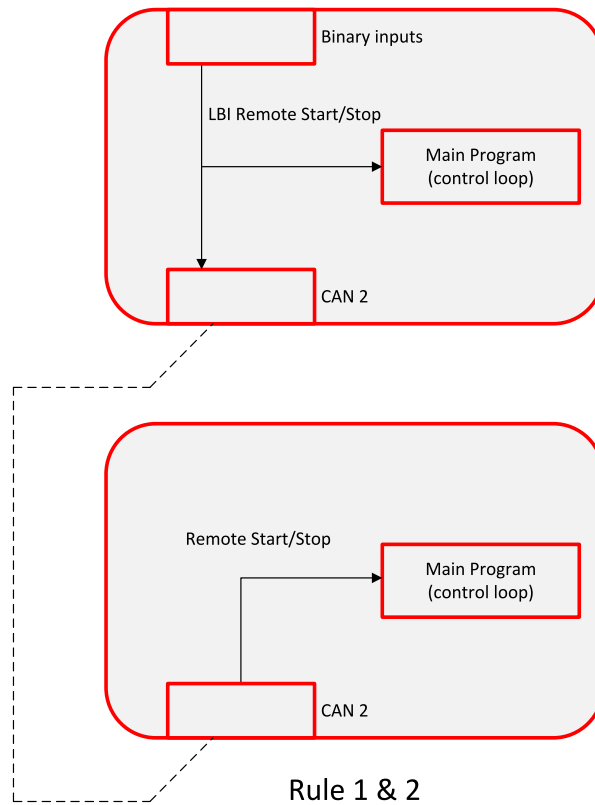 Binary inputs
LBI Remote Start/Stop
Main Program
(control loop)
CAN 2
Remote Start/Stop
Main Program
(control loop)
CAN 2
Rule 1 & 2